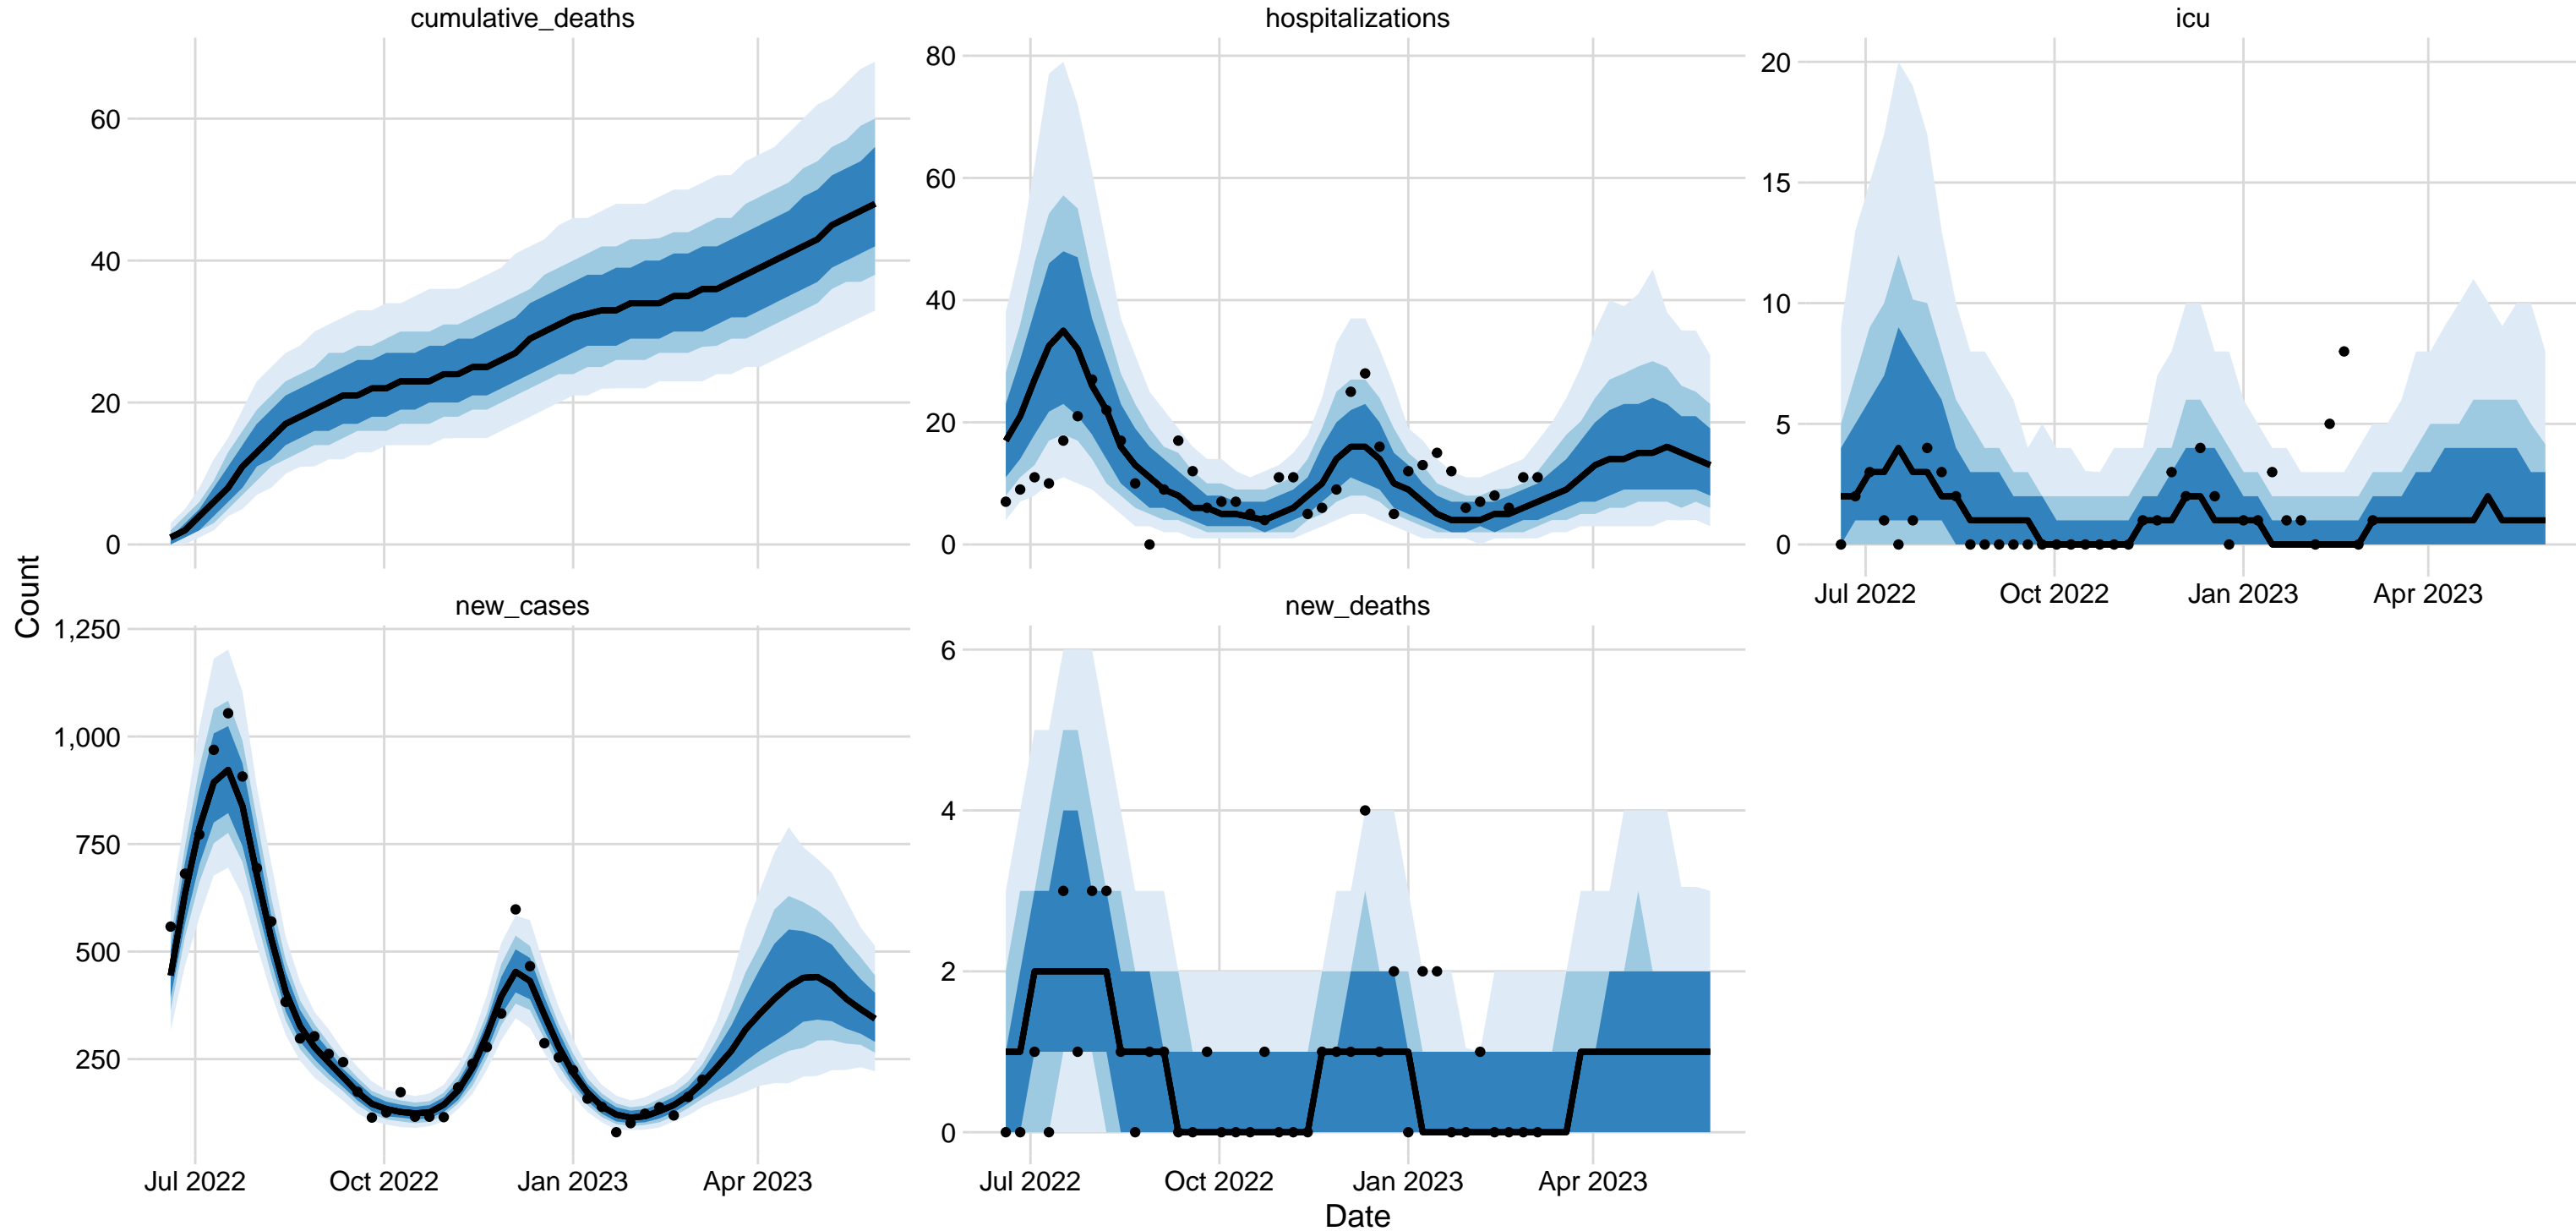 cumulative_deaths
hospitalizations
icu
60
40
20
0
80
60
40
20
0
20
15
10
5
0
Jul 2022 Oct 2022 Jan 2023 Apr 2023
Count
new_cases
new_deaths
1,250
1,000
750
500
250
6
4
2
0
Jul 2022 Oct 2022 Jan 2023 Apr 2023
Jul 2022 Oct 2022 Jan 2023 Apr 2023
Date